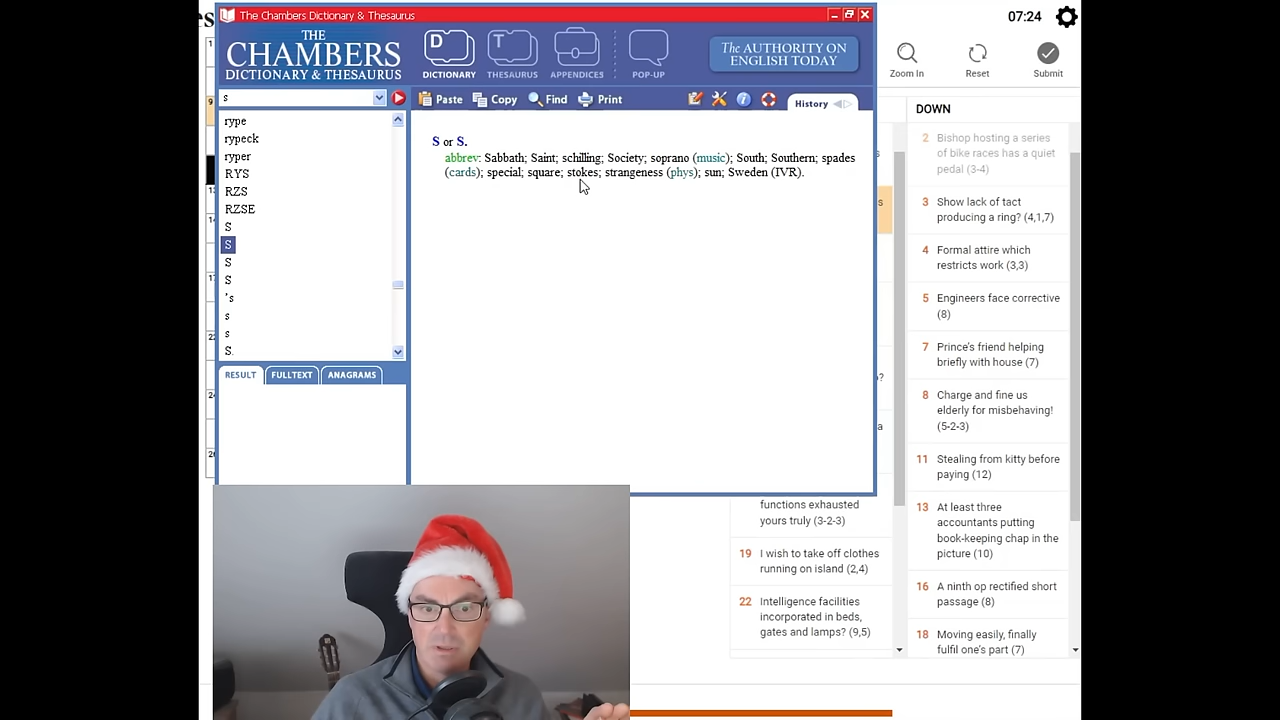 es
The Chambers Dictionary & Thesaurus
07:24
THE
CHAMBERS
DICTIONARY & THESAURUS
D
DICTIONARY
T
THESAURUS
APPENDICES
POP-UP
The AUTHORITY ON
ENGLISH TODAY
Zoom In
Reset
Submit
s
Paste
Copy
Find
Print
History
rype
rypeck
ryper
RYS
RZS
RZSE
S
S
S
S
's
s
s
S.
S or S.
abbrev: Sabbath; Saint; schilling; Society; soprano (music); South; Southern; spades
(cards); special; square; stokes; strangeness (phys); sun; Sweden (IVR).
RESULT
FULLTEXT
ANAGRAMS
1
9
13
14
17
24
s
s
?
a
functions exhausted
yours truly (3-2-3)
19 I wish to take off clothes
running on island (2,4)
22 Intelligence facilities
incorporated in beds,
gates and lamps? (9,5)
DOWN
2 Bishop hosting a series
of bike races has a quiet
pedal (3-4)
3 Show lack of tact
producing a ring? (4,1,7)
4 Formal attire which
restricts work (3,3)
5 Engineers face corrective
(8)
7 Prince's friend helping
briefly with house (7)
8 Charge and fine us
elderly for misbehaving!
(5-2-3)
11 Stealing from kitty before
paying (12)
13 At least three
accountants putting
book-keeping chap in the
picture (10)
16 A ninth op rectified short
passage (8)
18 Moving easily, finally
fulfil one's part (7)